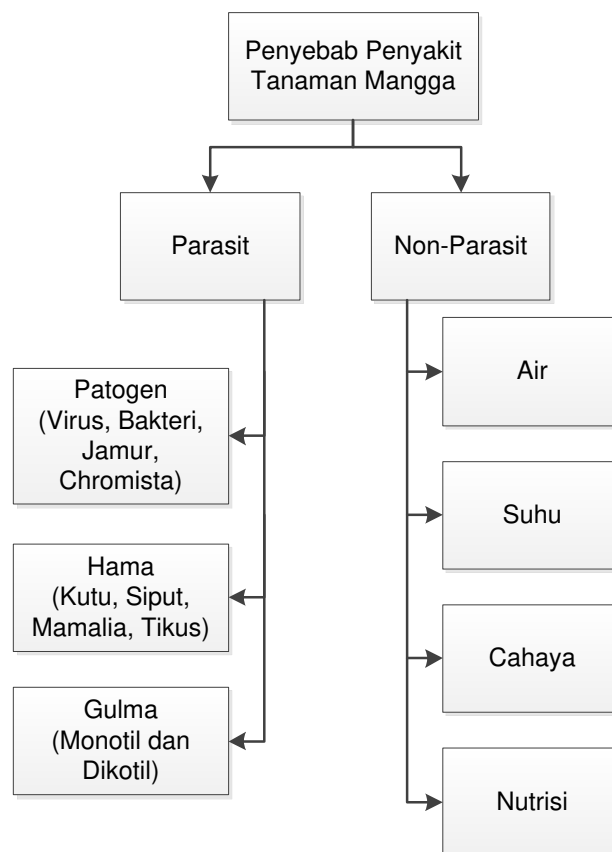 Penyebab Penyakit
Tanaman Mangga
Parasit
Non-Parasit
Patogen
(Virus, Bakteri,
Jamur,
Chromista)
Hama
(Kutu, Siput,
Mamalia, Tikus)
Gulma
(Monotil dan
Dikotil)
Air
Suhu
Cahaya
Nutrisi